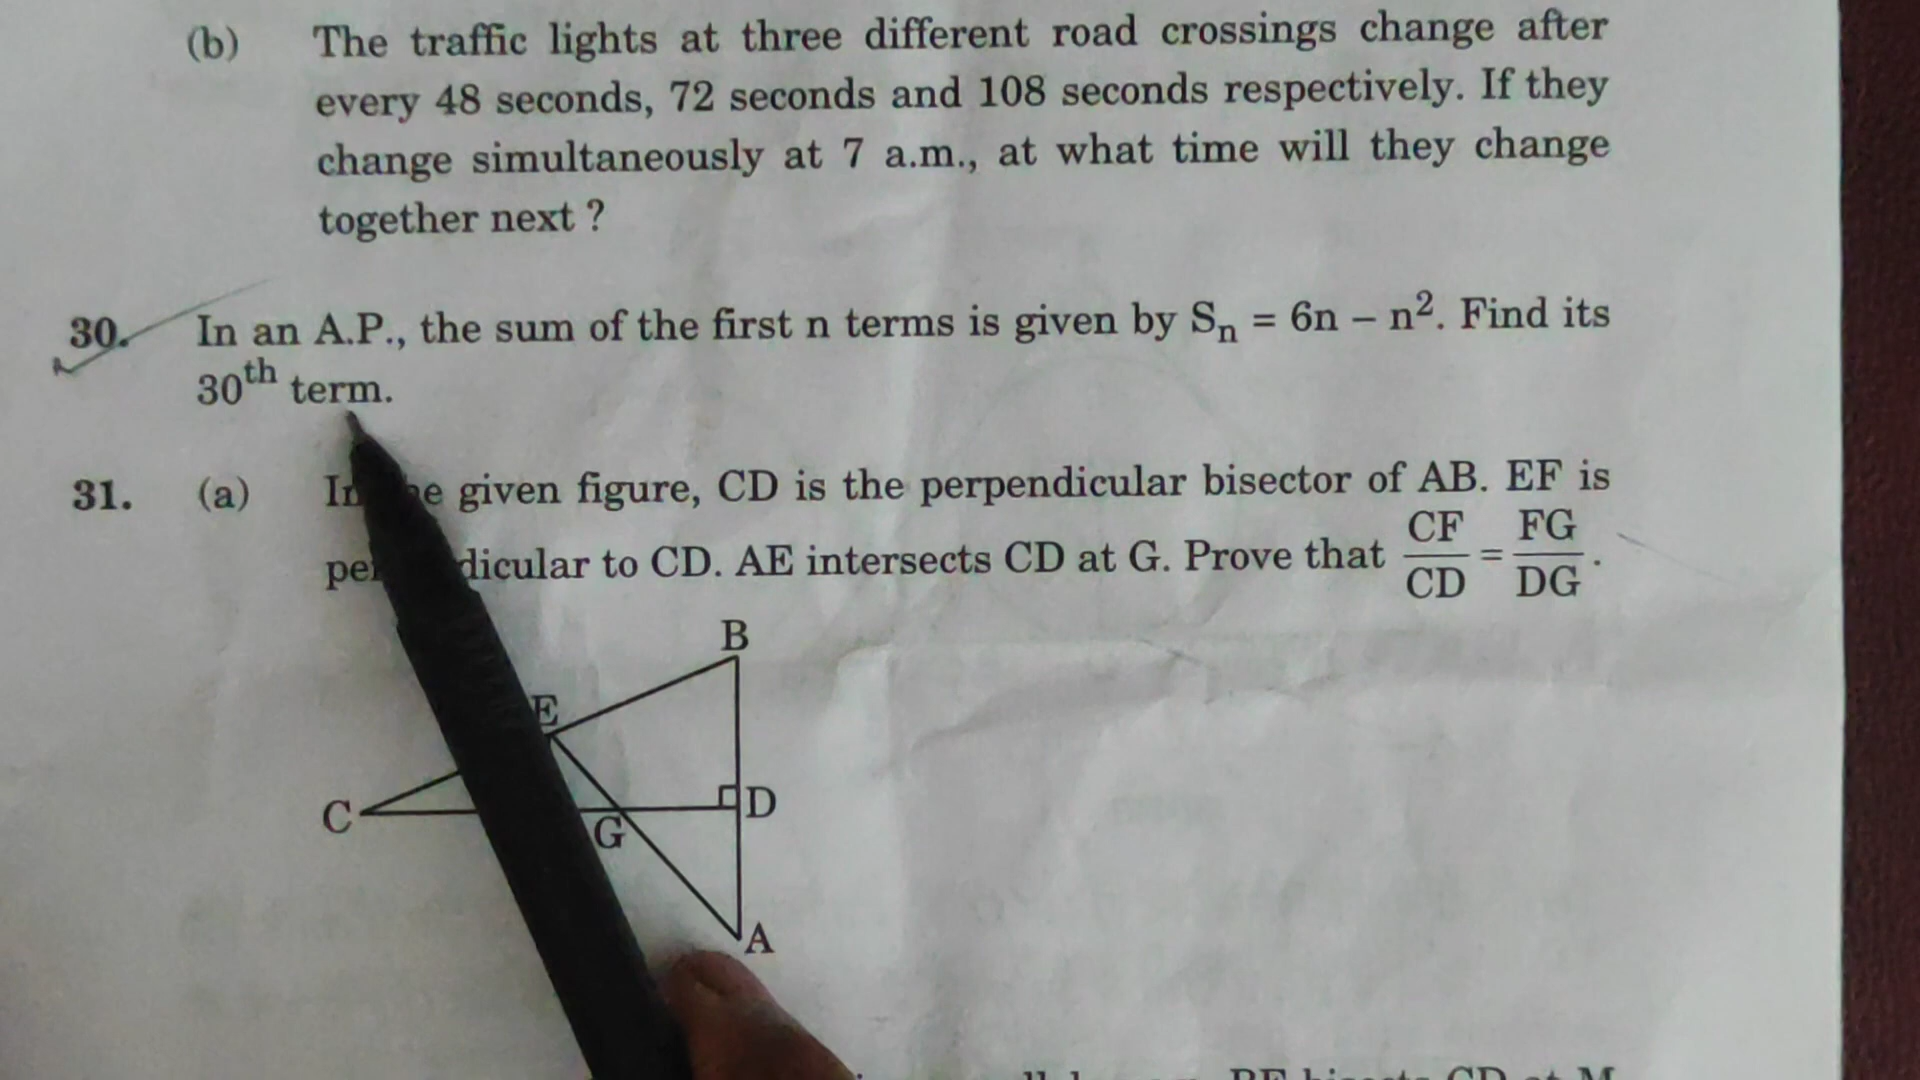 (b) The traffic lights at three different road crossings change after
every 48 seconds, 72 seconds and 108 seconds respectively. If they
change simultaneously at 7 a.m., at what time will they change
together next ?
30. In an A.P., the sum of the first n terms is given by Sₙ = 6n – n². Find its
30th term.
31. (a) given figure, CD is the perpendicular bisector of AB. EF is
to CD. AE intersects CD at G. Prove that CF/CD = FG/DG.
B
E
C
G
D
A
CD at M